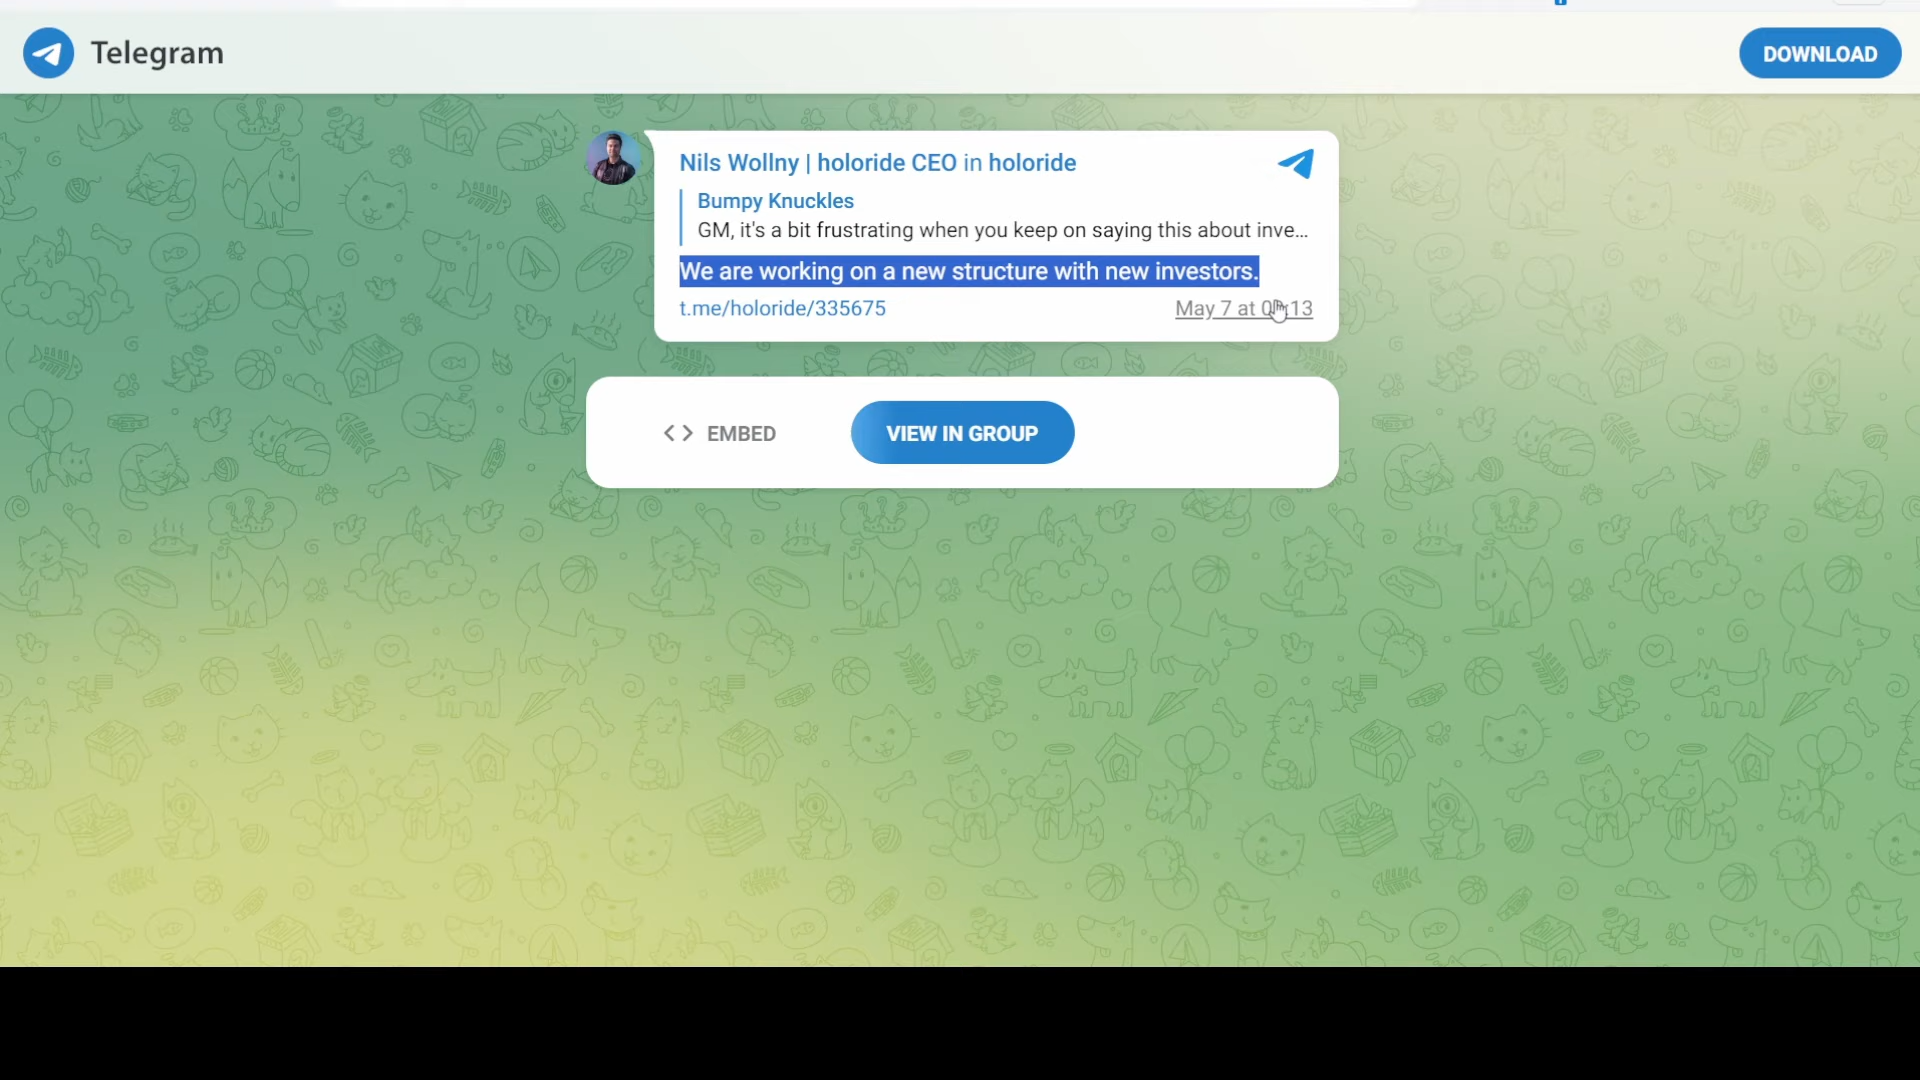 Telegram
DOWNLOAD
Nils Wollny | holoride CEO in holoride
Bumpy Knuckles
GM, it's a bit frustrating when you keep on saying this about inve...
We are working on a new structure with new investors.
t.me/holoride/335675
May 7 at
EMBED
VIEW IN GROUP